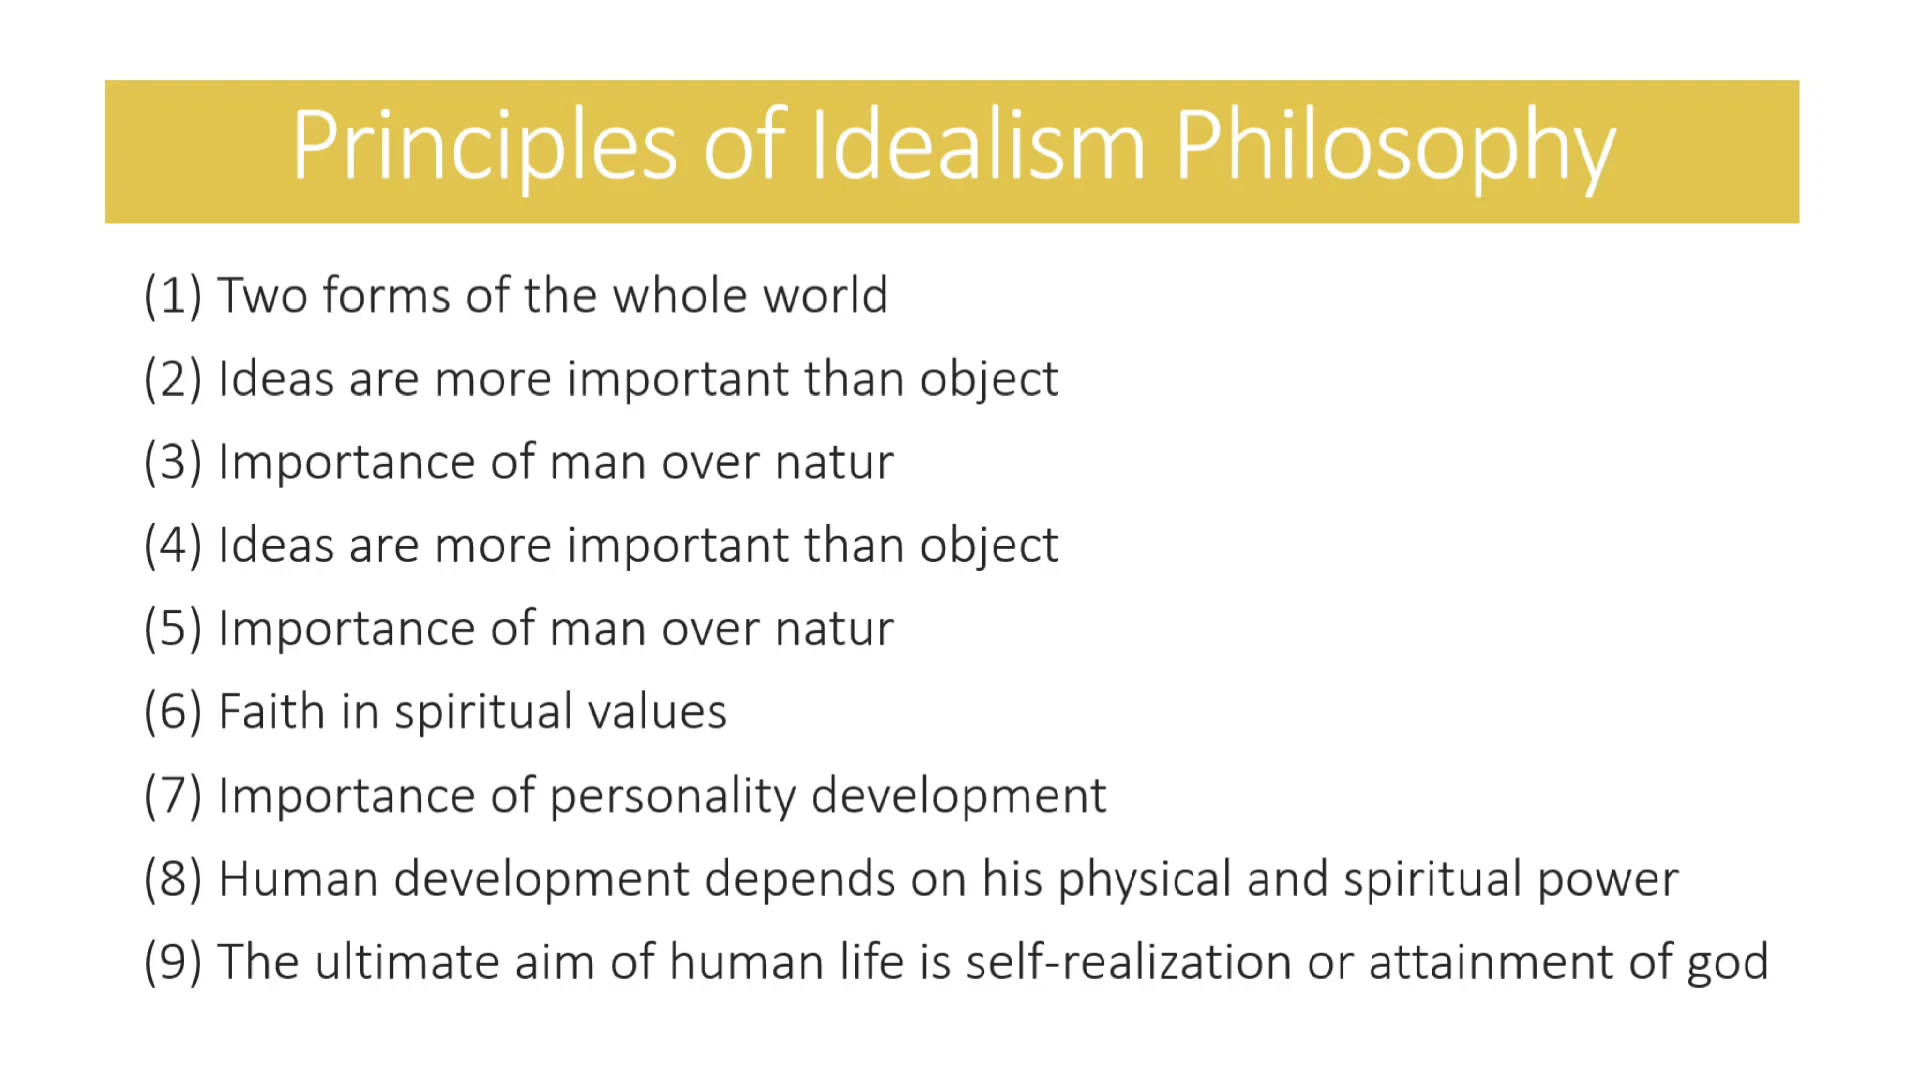 Principles of Idealism Philosophy
(1) Two forms of the whole world
(2) Ideas are more important than object
(3) Importance of man over natur
(4) Ideas are more important than object
(5) Importance of man over natur
(6) Faith in spiritual values
(7) Importance of personality development
(8) Human development depends on his physical and spiritual power
(9) The ultimate aim of human life is self-realization or attainment of god